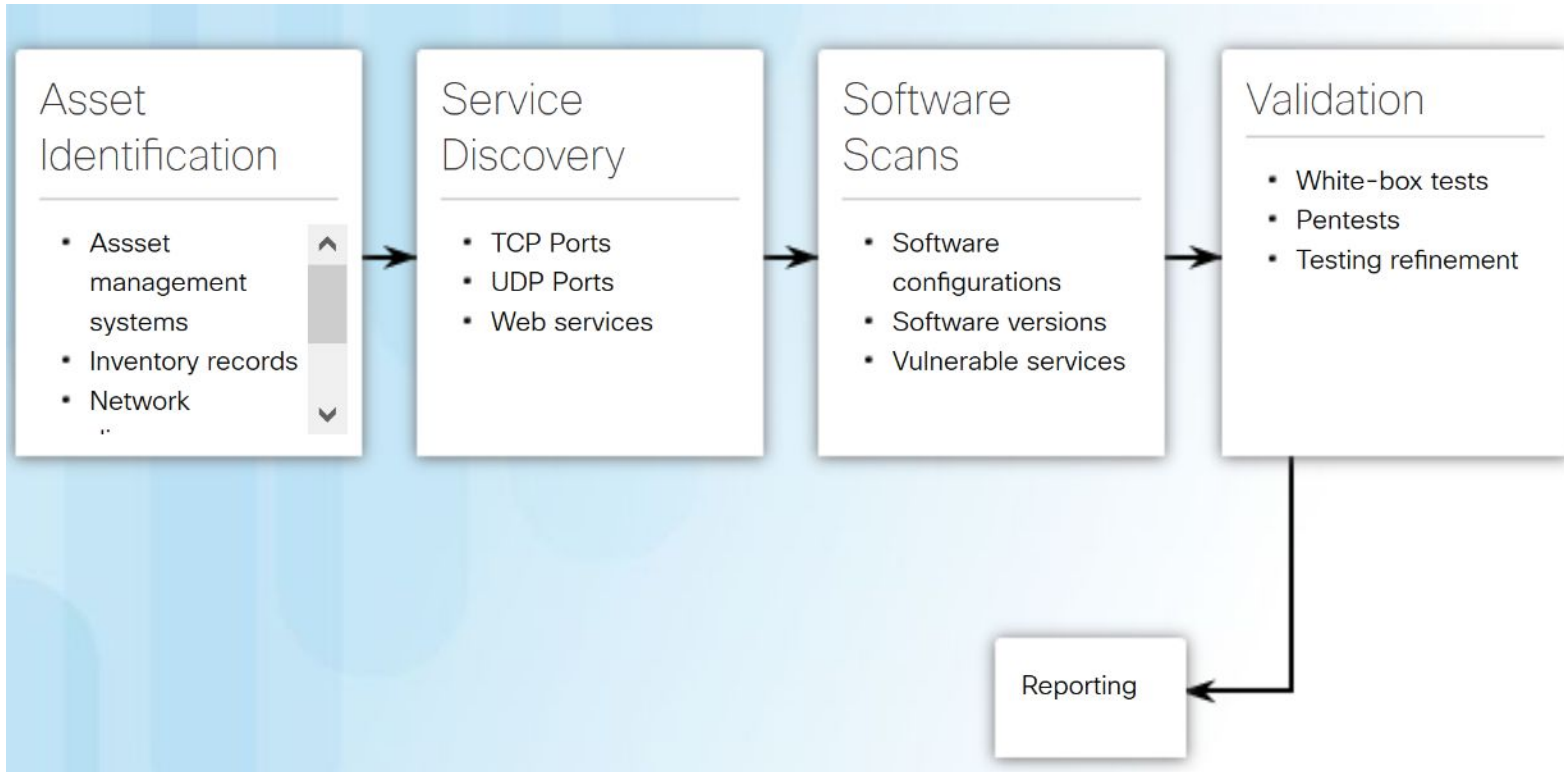 Asset
Identification
• Assset
management
systems
• Inventory records
• Network
Service
Discovery
• TCP Ports
• UDP Ports
• Web services
Software
Scans
• Software
configurations
• Software versions
• Vulnerable services
Validation
• White-box tests
• Pentests
• Testing refinement
Reporting